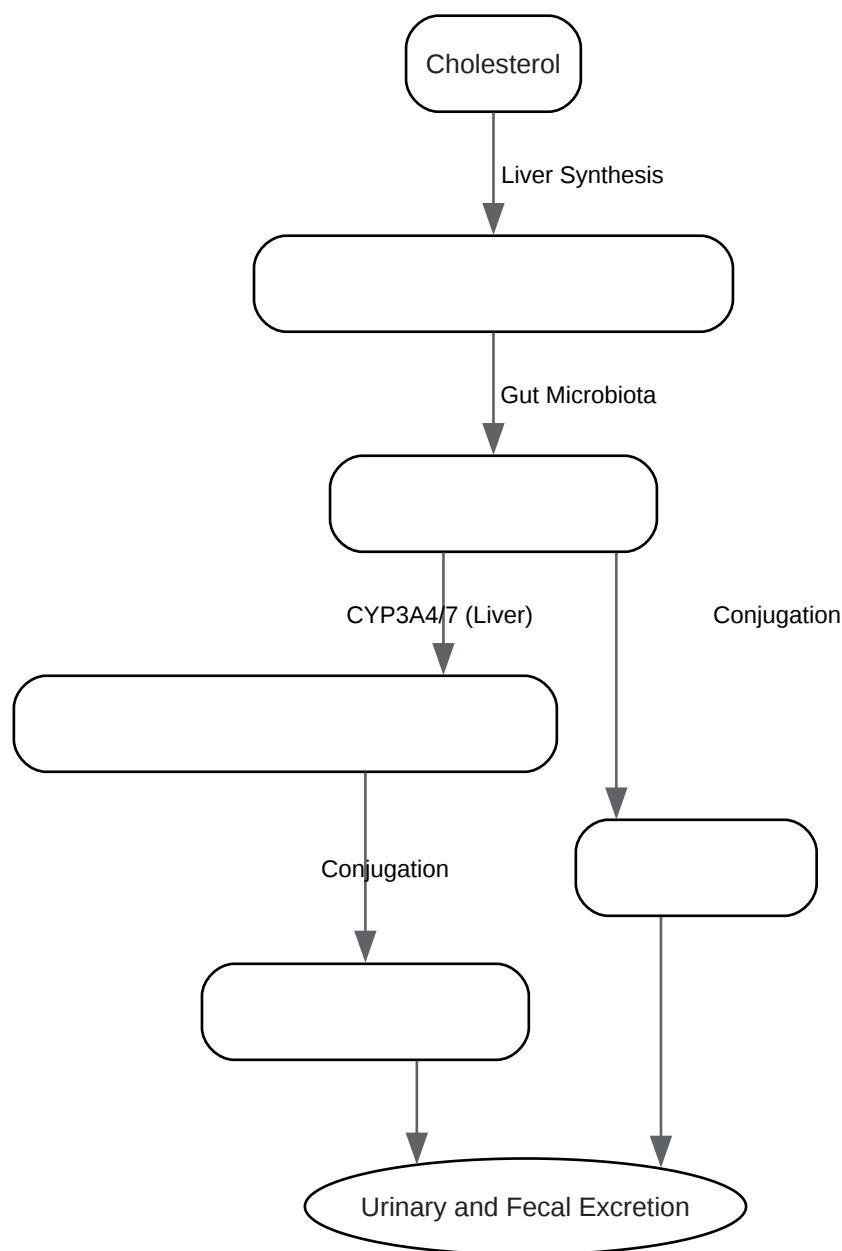 Cholesterol
Liver Synthesis
Gut Microbiota
CYP3A4/7 (Liver)
Conjugation
Conjugation
Urinary and Fecal Excretion